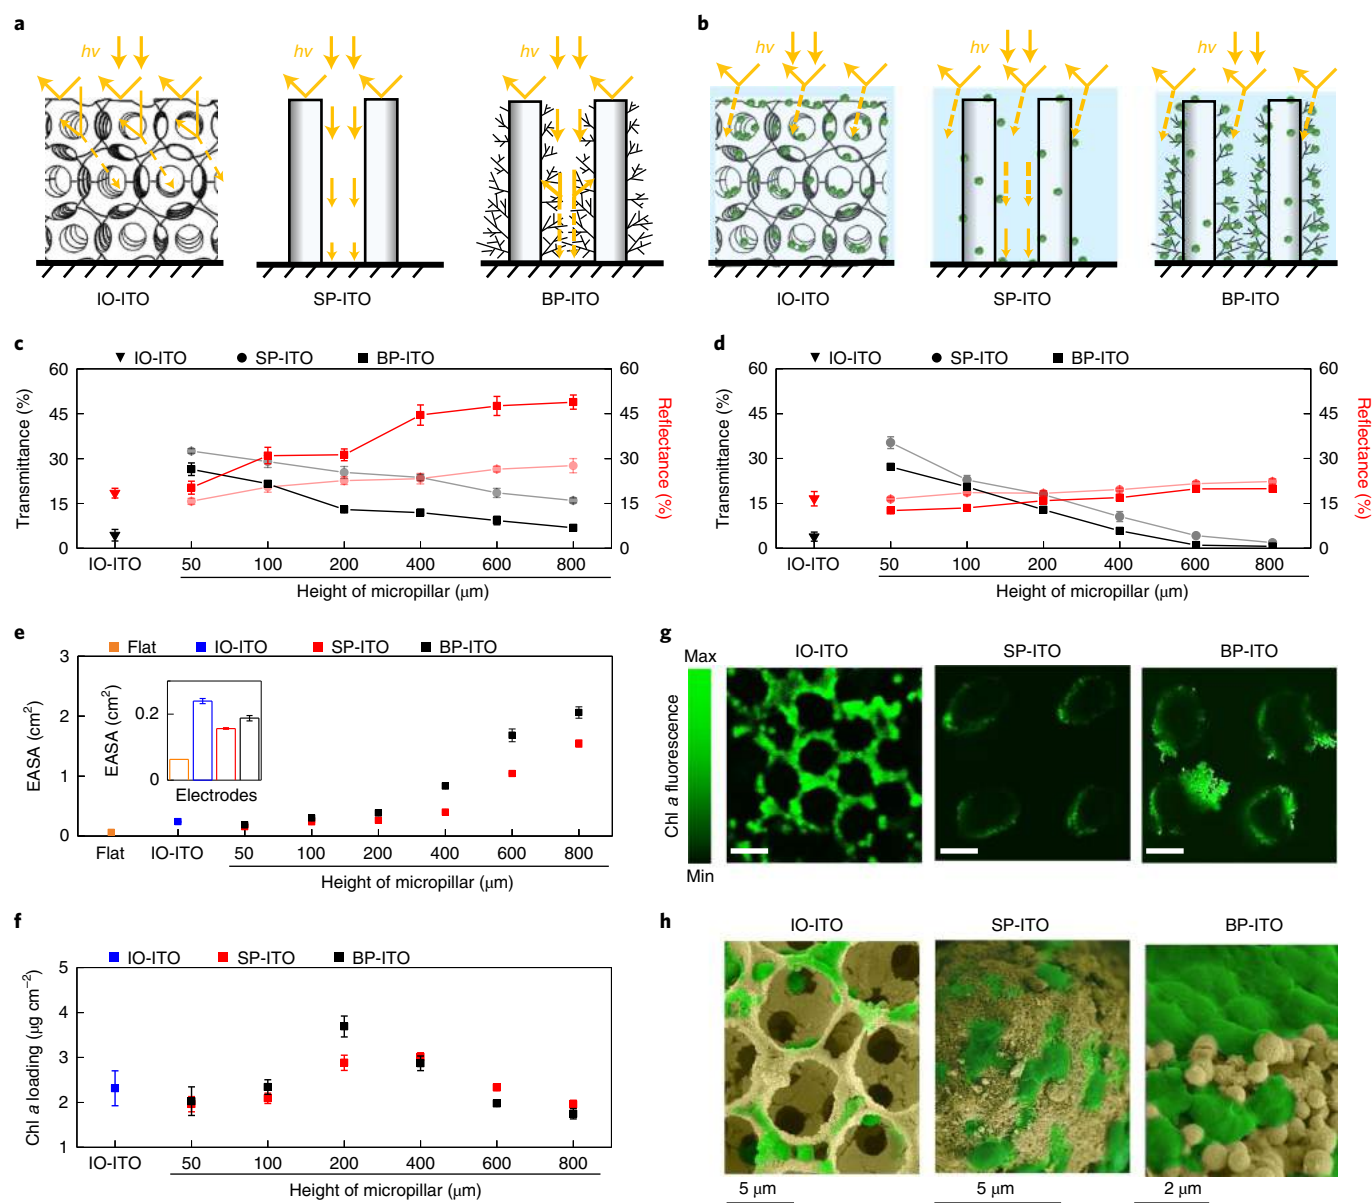 a
hv
hv
hv
IO-ITO
SP-ITO
BP-ITO
b
hv
hv
hv
IO-ITO
SP-ITO
BP-ITO
c
IO-ITO SP-ITO BP-ITO
Transmittance (%)
60
45
30
15
0
60
45
30
15
0
Reflectance (%)
IO-ITO 50 100 200 400 600 800
Height of micropillar (μm)
d
IO-ITO SP-ITO BP-ITO
Transmittance (%)
60
45
30
15
0
60
45
30
15
0
Reflectance (%)
IO-ITO 50 100 200 400 600 800
Height of micropillar (μm)
e
Flat IO-ITO SP-ITO BP-ITO
EASA (cm²)
3
2
1
0
EASA (cm²)
0.2
0
Electrodes
Flat IO-ITO 50 100 200 400 600 800
Height of micropillar (μm)
f
IO-ITO SP-ITO BP-ITO
Chl a loading (μg cm⁻²)
5
4
3
2
1
IO-ITO 50 100 200 400 600 800
Height of micropillar (μm)
g
Max
Chl a fluorescence
Min
IO-ITO
SP-ITO
BP-ITO
h
IO-ITO
SP-ITO
BP-ITO
5 μm
5 μm
2 μm